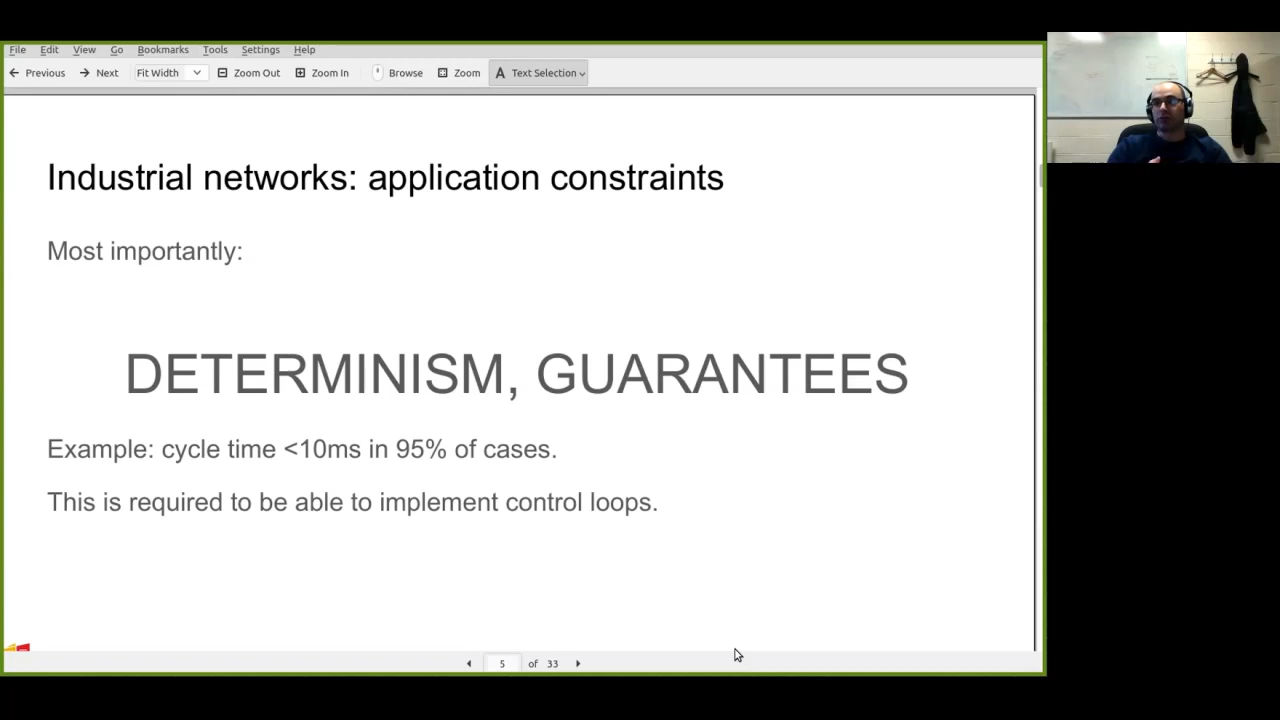 File Edit View Go Bookmarks Tools Settings Help
Previous Next Fit Width Zoom Out Zoom In Browse Zoom Text Selection
Industrial networks: application constraints
Most importantly:
DETERMINISM, GUARANTEES
Example: cycle time <10ms in 95% of cases.
This is required to be able to implement control loops.
5 of 33